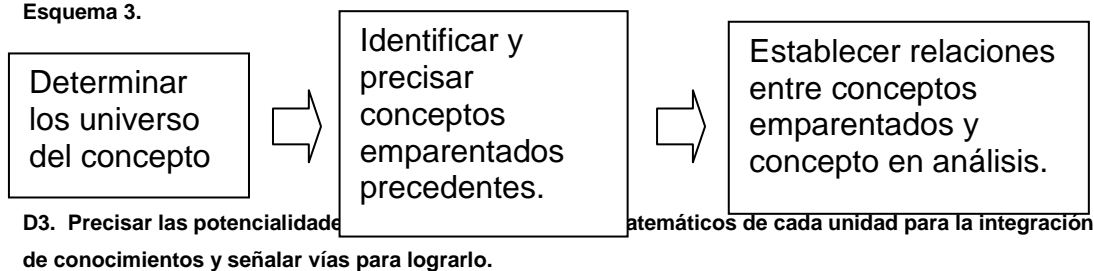 Esquema 3.
Determinar
los universo
del concepto
Identificar y
precisar
conceptos
emparentados
precedentes.
Establecer relaciones
entre conceptos
emparentados y
concepto en análisis.
D3. Precisar las potencialidade atemáticos de cada unidad para la integración
de conocimientos y señalar vías para lograrlo.